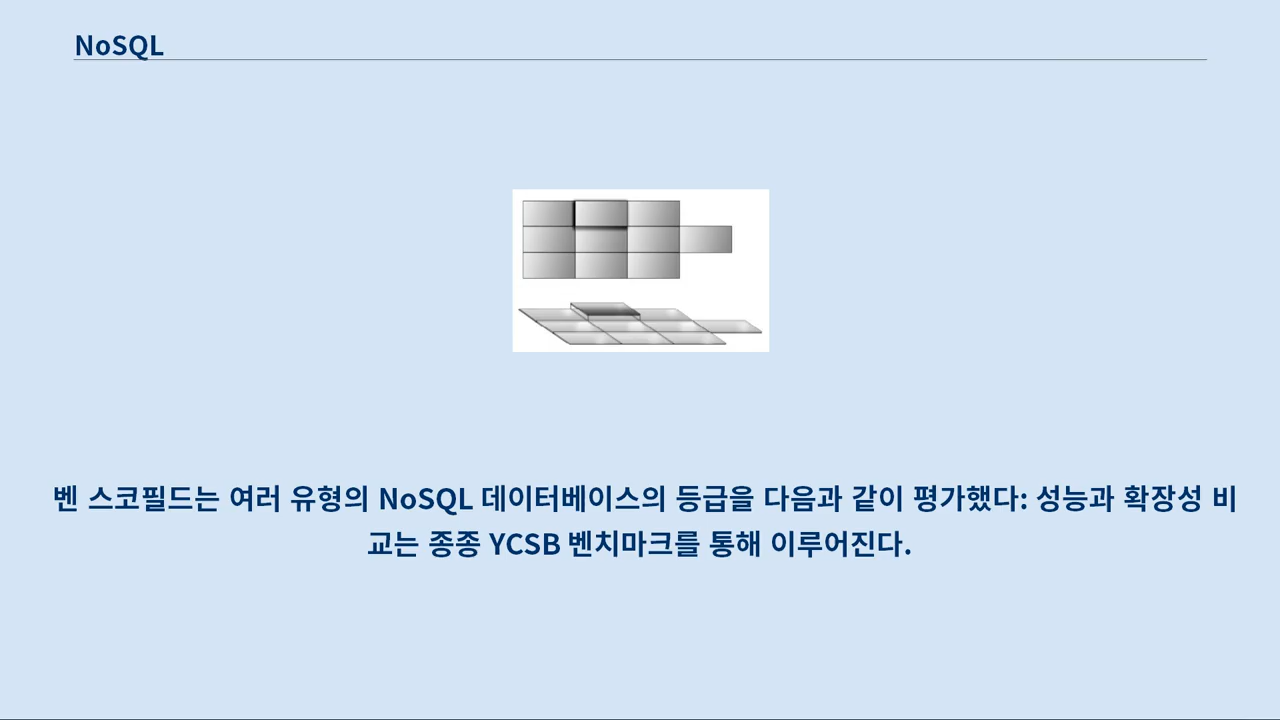 NoSQL
벤 스코필드는 여러 유형의 NoSQL 데이터베이스의 등급을 다음과 같이 평가했다: 성능과 확장성 비
교는 종종 YCSB 벤치마크를 통해 이루어진다.